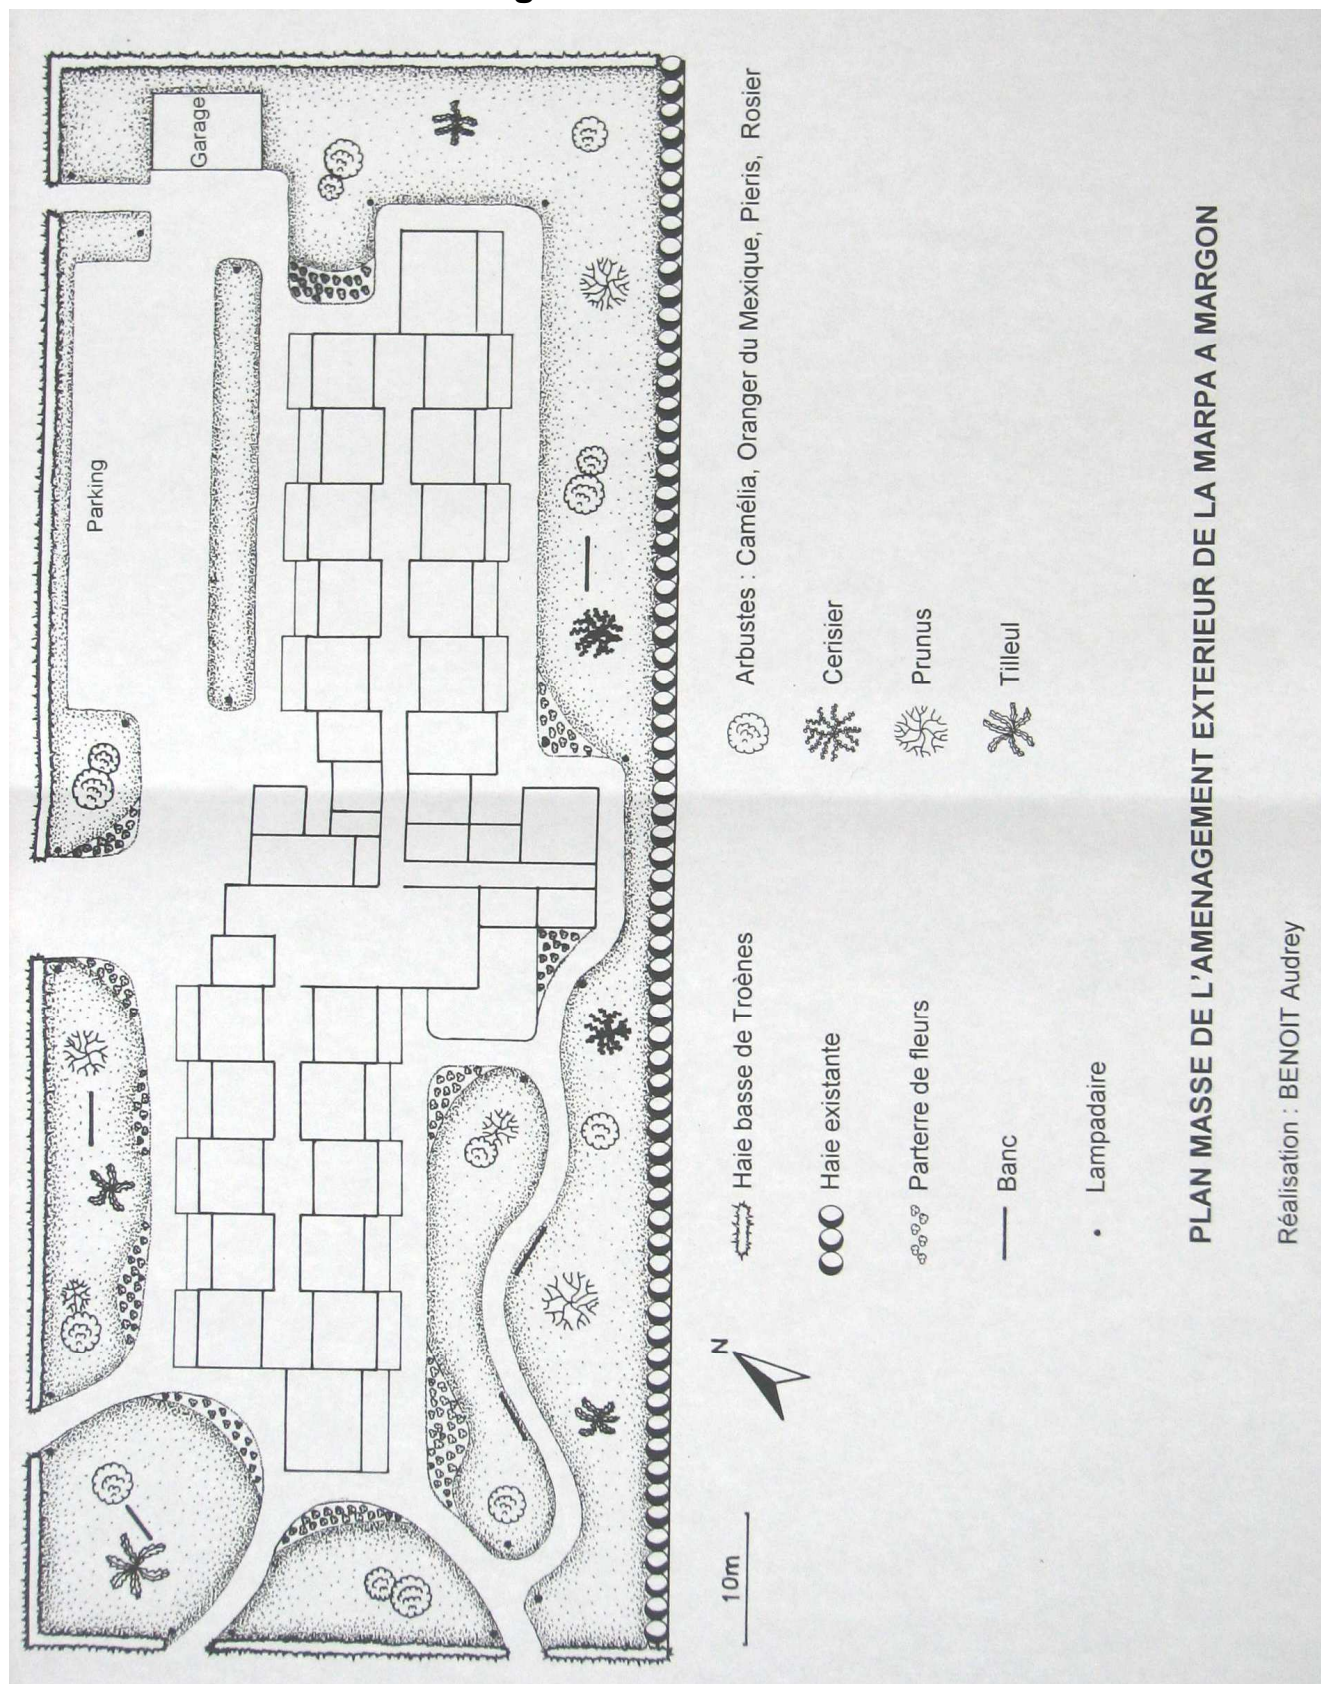 Garage
Parking
Haie basse de Troènes
Haie existante
Parterre de fleurs
Banc
Lampadaire
Arbustes : Camélia, Oranger du Mexique, Pieris, Rosier
Cerisier
Prunus
Tilleul
10m
N
PLAN MASSE DE L'AMENAGEMENT EXTERIEUR DE LA MARPA A MARGON
Réalisation : BENOIT Audrey